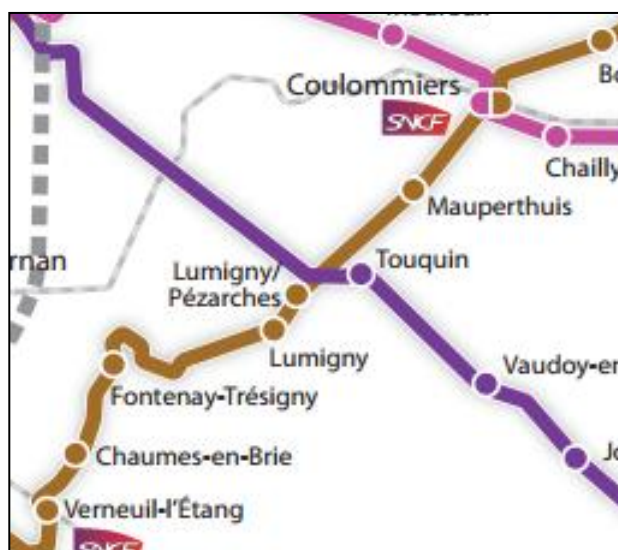 Coulommiers
SNCF
Chailly
Mauperthuis
Touquin
Lumigny/
Pézarches
Lumigny
Vaudoy-en
Fontenay-Trésigny
Chaumes-en-Brie
Verneuil-l'Étang